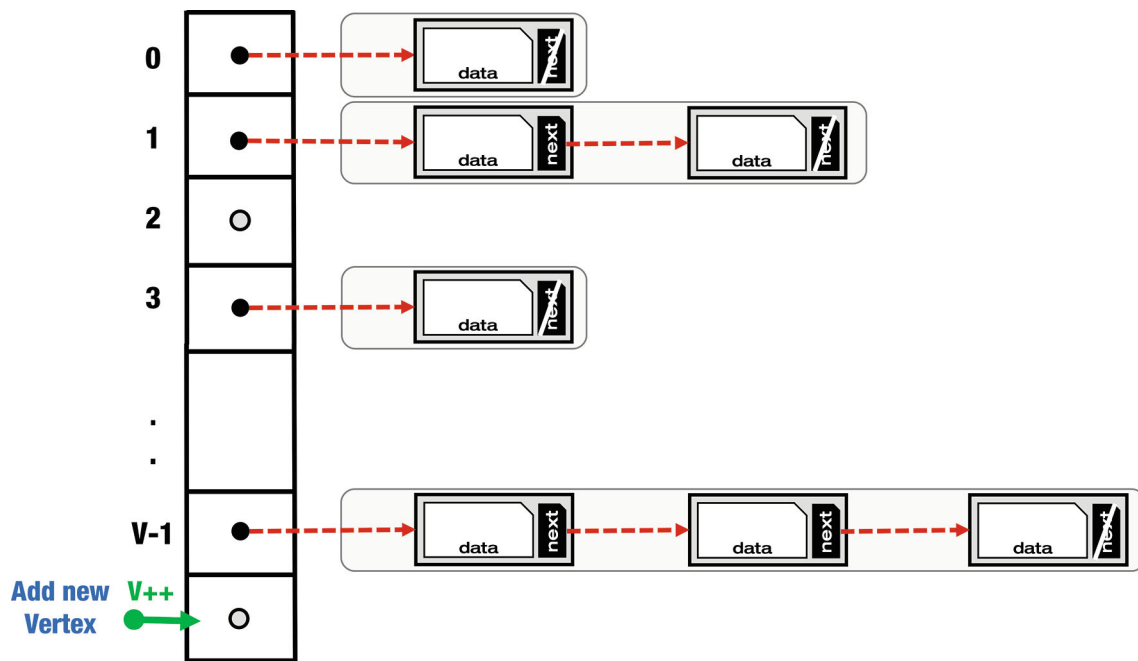 0
data next
1
data next data next
2
3
data next
.
.
V-1
data next data next data next
Add new V++
Vertex